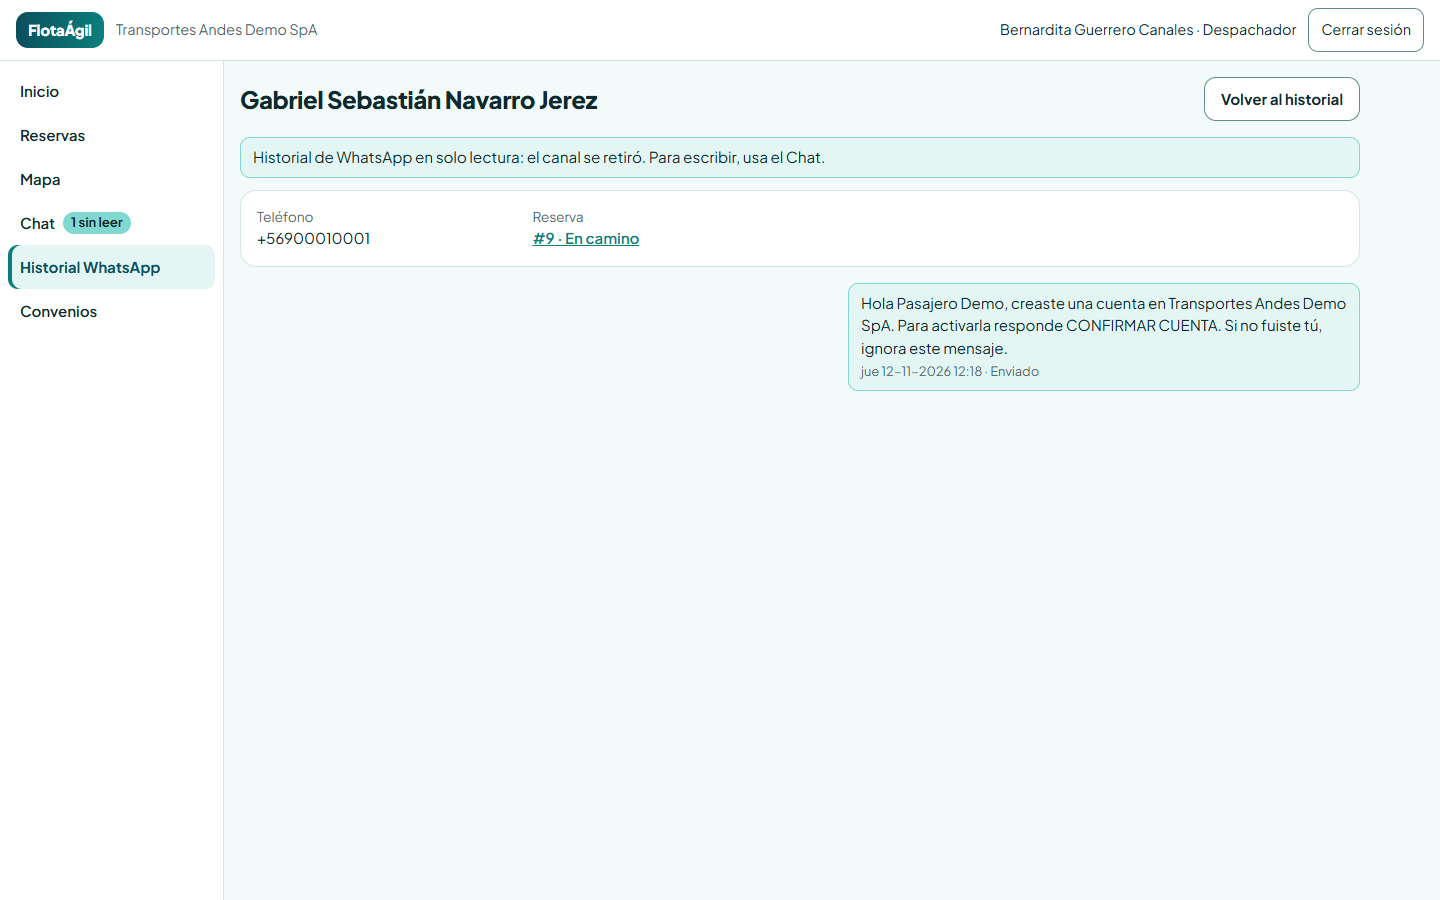 FlotaÁgil
Transportes Andes Demo SpA
Bernardita Guerrero Canales · Despachador
Cerrar sesión
Inicio
Reservas
Mapa
Chat 1 sin leer
Historial WhatsApp
Convenios
Gabriel Sebastián Navarro Jerez
Volver al historial
Historial de WhatsApp en solo lectura: el canal se retiró. Para escribir, usa el Chat.
Teléfono
+56900010001
Reserva
#9 · En camino
Hola Pasajero Demo, creaste una cuenta en Transportes Andes Demo
SpA. Para activarla responde CONFIRMAR CUENTA. Si no fuiste tú,
ignora este mensaje.
jue 12-11-2026 12:18 · Enviado